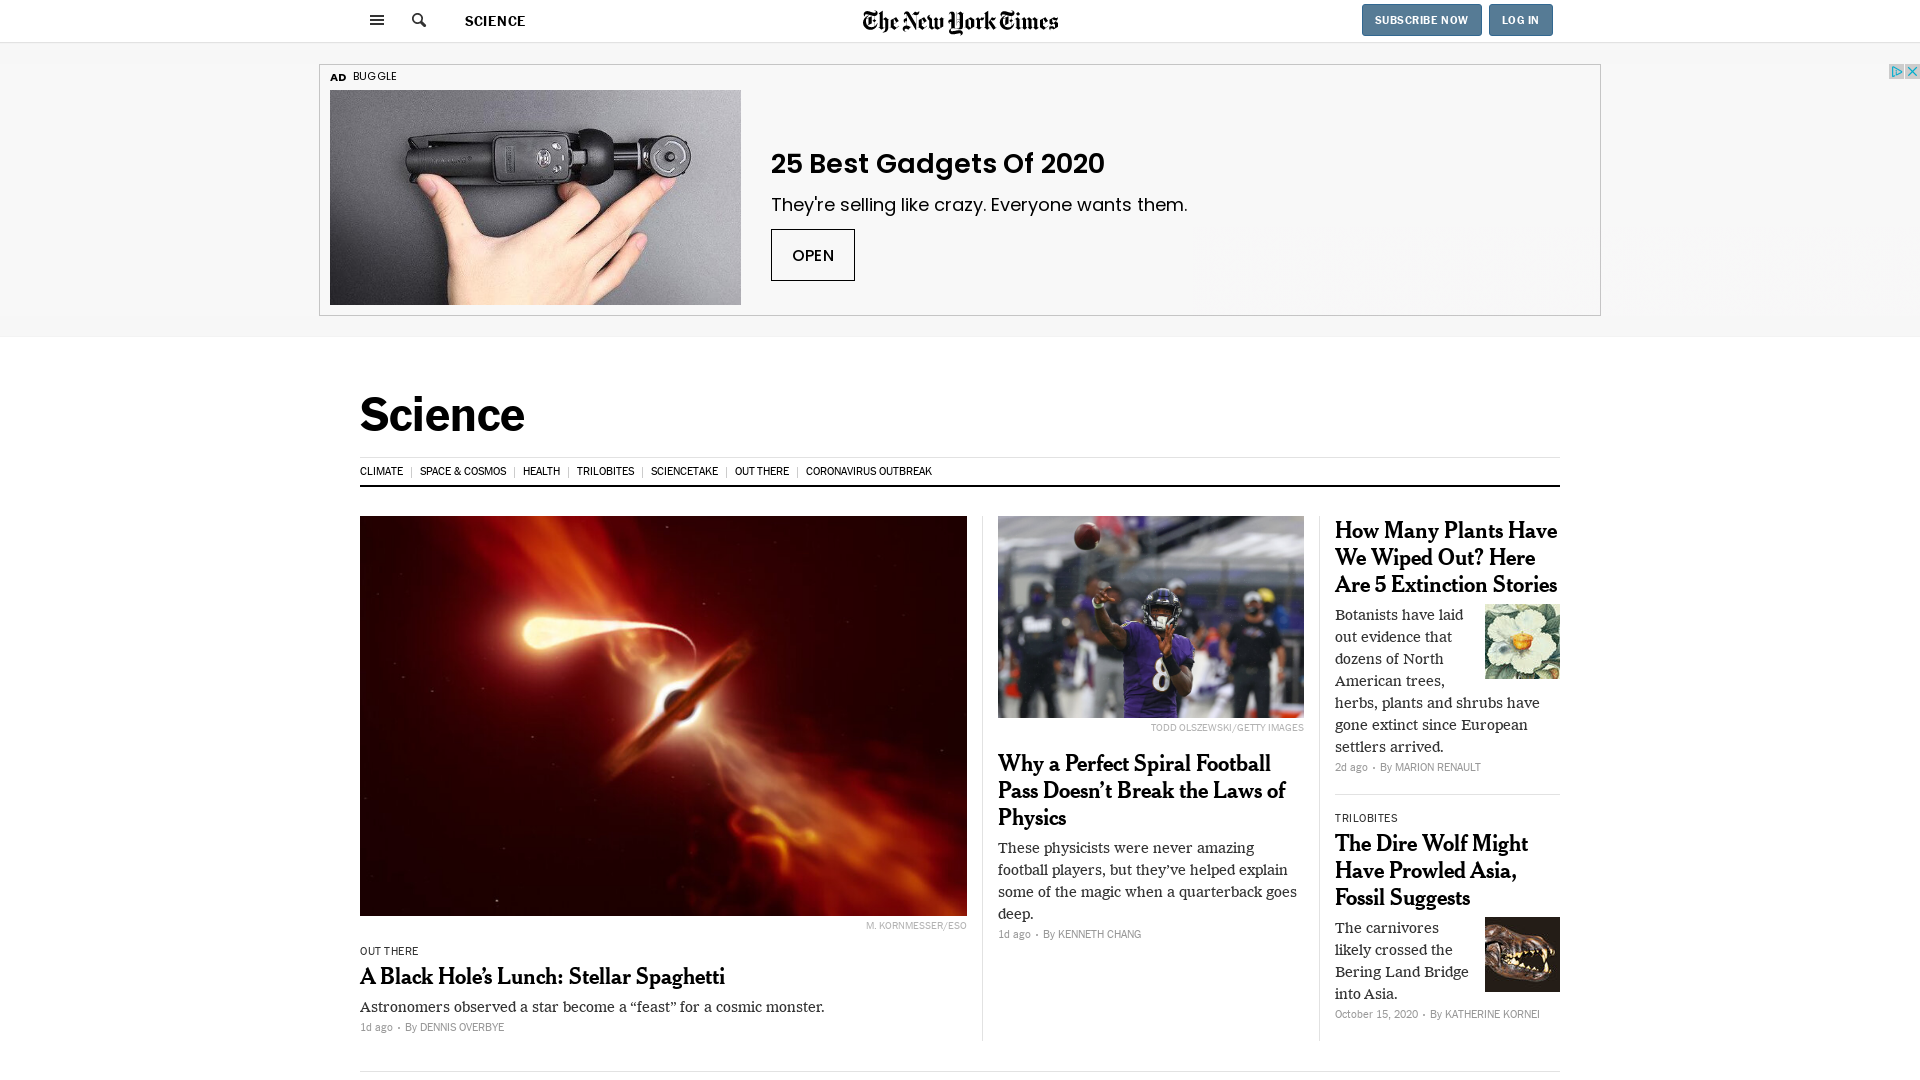 SCIENCE
The New York Times
SUBSCRIBE NOW
LOG IN
AD BUGGLE
25 Best Gadgets Of 2020
They're selling like crazy. Everyone wants them.
OPEN
Science
CLIMATE
SPACE & COSMOS
HEALTH
TRILOBITES
SCIENCETAKE
OUT THERE
CORONAVIRUS OUTBREAK
M. KORNMESSER/ESO
OUT THERE
A Black Hole’s Lunch: Stellar Spaghetti
Astronomers observed a star become a “feast” for a cosmic monster.
1d ago • By DENNIS OVERBYE
8
TODD OLSZEWSKI/GETTY IMAGES
Why a Perfect Spiral Football
Pass Doesn’t Break the Laws of
Physics
These physicists were never amazing
football players, but they’ve helped explain
some of the magic when a quarterback goes
deep.
1d ago • By KENNETH CHANG
How Many Plants Have
We Wiped Out? Here
Are 5 Extinction Stories
Botanists have laid
out evidence that
dozens of North
American trees,
herbs, plants and shrubs have
gone extinct since European
settlers arrived.
2d ago • By MARION RENAULT
TRILOBITES
The Dire Wolf Might
Have Prowled Asia,
Fossil Suggests
The carnivores
likely crossed the
Bering Land Bridge
into Asia.
October 15, 2020 • By KATHERINE KORNEI